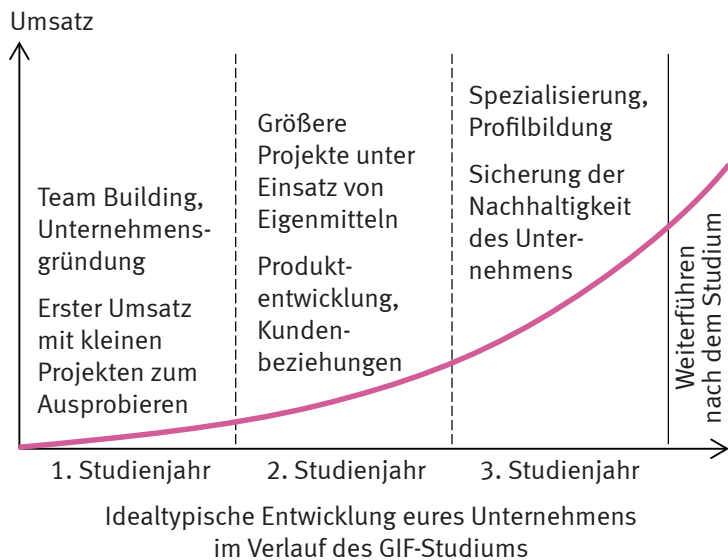 Umsatz
Team Building,
Unternehmens-
gründung
Erster Umsatz
mit kleinen
Projekten zum
Ausprobieren
Größere
Projekte unter
Einsatz von
Eigenmitteln
Produkt-
entwicklung,
Kunden-
beziehungen
Spezialisierung,
Profilbildung
Sicherung der
Nachhaltigkeit
des Unter-
nehmens
Weiterführen
nach dem Studium
1. Studienjahr
2. Studienjahr
3. Studienjahr
Idealtypische Entwicklung eures Unternehmens
im Verlauf des GIF-Studiums